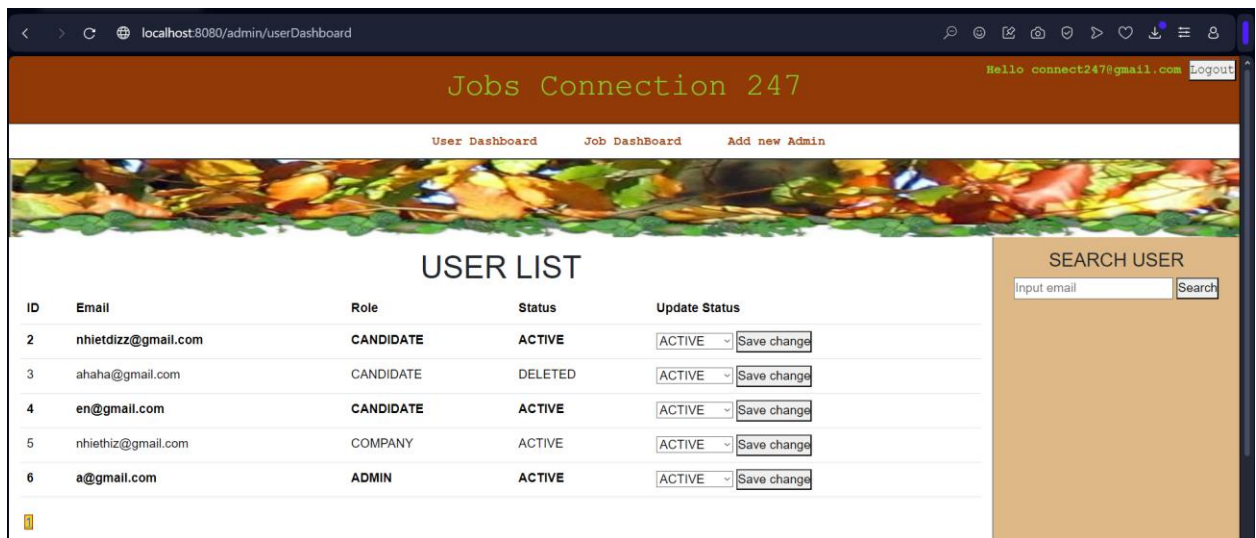 localhost:8080/admin/userDashboard
Hello connect247@gmail.com Logout
Jobs Connection 247
User Dashboard Job DashBoard Add new Admin
USER LIST
ID Email Role Status Update Status
2 nhietdizz@gmail.com CANDIDATE ACTIVE ACTIVE Save change
3 ahaha@gmail.com CANDIDATE DELETED ACTIVE Save change
4 en@gmail.com CANDIDATE ACTIVE ACTIVE Save change
5 nhiethiz@gmail.com COMPANY ACTIVE ACTIVE Save change
6 a@gmail.com ADMIN ACTIVE ACTIVE Save change
1
SEARCH USER
Input email Search